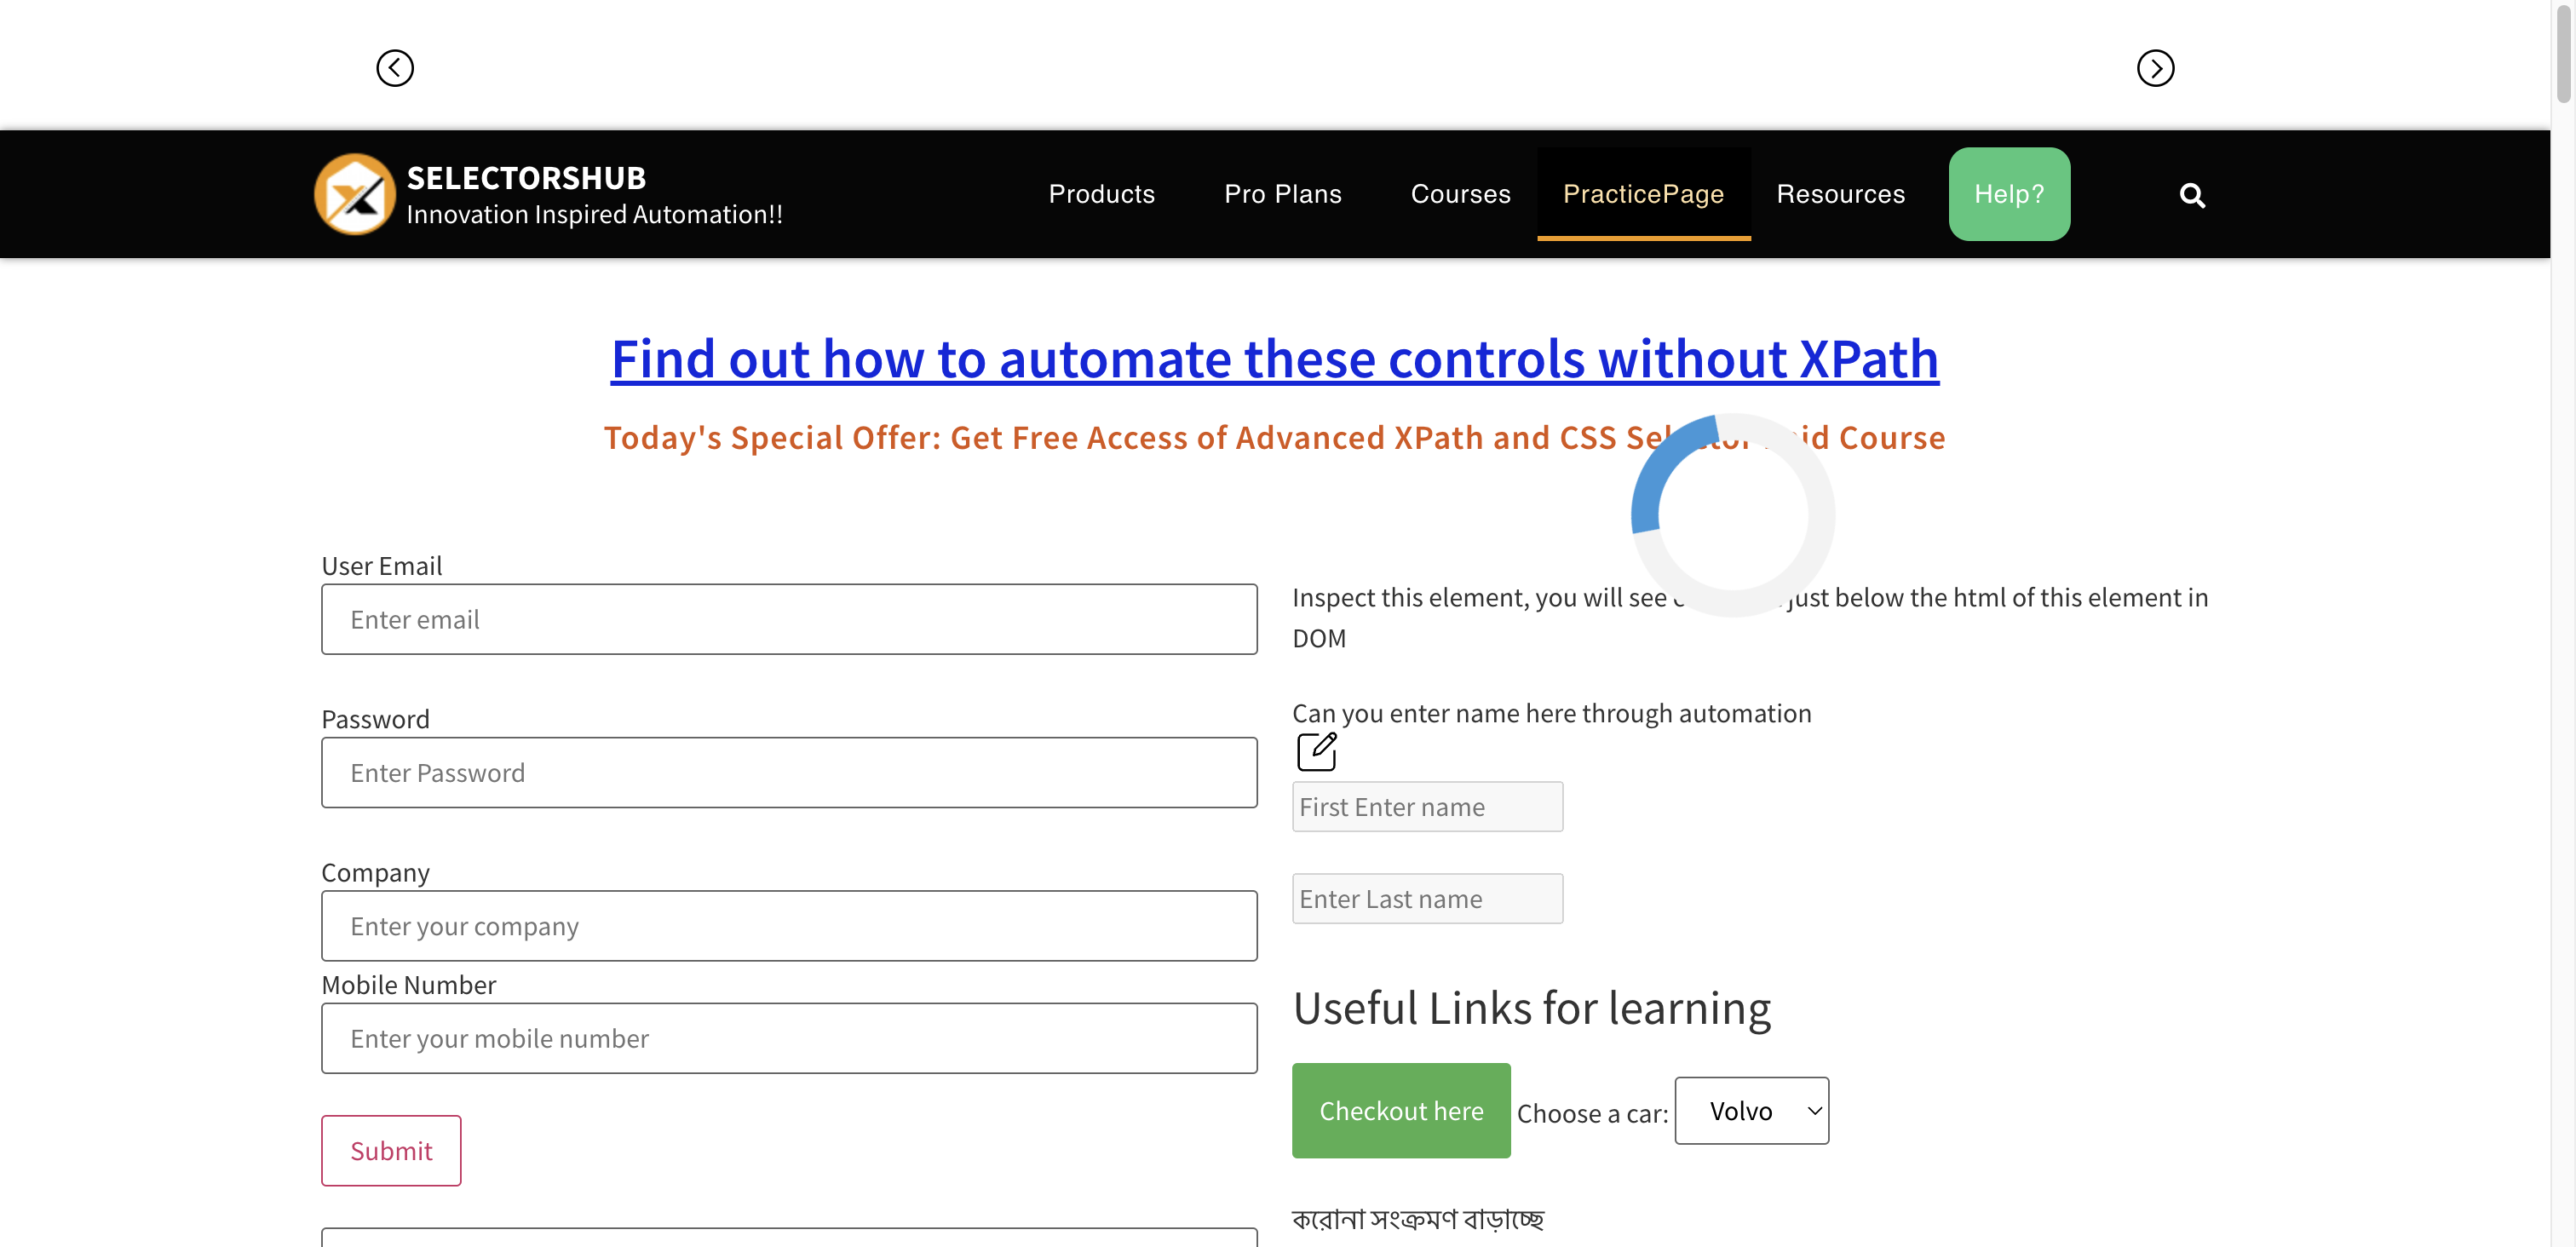 SELECTORSHUB
Innovation Inspired Automation!!
Products Pro Plans Courses PracticePage Resources Help?
Find out how to automate these controls without XPath
Today's Special Offer: Get Free Access of Advanced XPath and CSS Course
User Email
Enter email
Password
Enter Password
Company
Enter your company
Mobile Number
Enter your mobile number
Submit
Inspect this element, you will see just below the html of this element in
DOM
Can you enter name here through automation
First Enter name
Enter Last name
Useful Links for learning
Checkout here Choose a car: Volvo
করোনা সংক্রমণ বাড়াচ্ছে